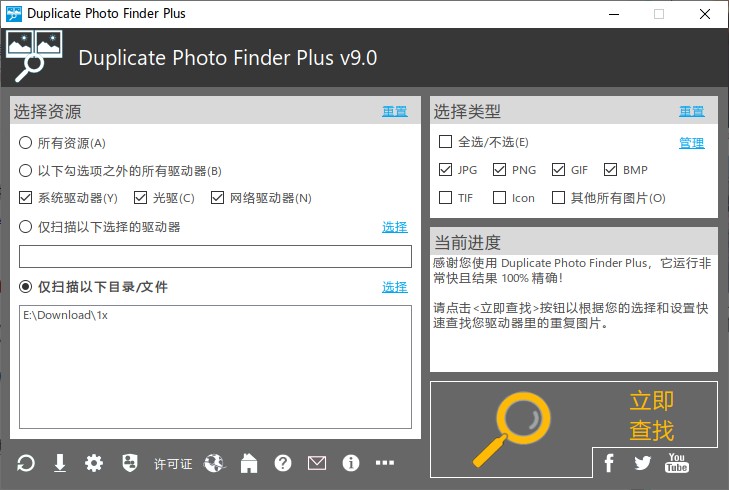 Duplicate Photo Finder Plus
Duplicate Photo Finder Plus v9.0
选择资源 重置
所有资源(A)
以下勾选项之外的所有驱动器(B)
系统驱动器(Y) 光驱(C) 网络驱动器(N)
仅扫描以下选择的驱动器 选择
仅扫描以下目录/文件 选择
E:\Download\1x
许可证
选择类型 重置
全选/不选(E) 管理
JPG PNG GIF BMP
TIF Icon 其他所有图片(O)
当前进度
感谢您使用 Duplicate Photo Finder Plus，它运行非
常快且结果 100% 精确！
请点击<立即查找>按钮以根据您的选择和设置快
速查找您驱动器里的重复图片。
立即
查找
You
Tube